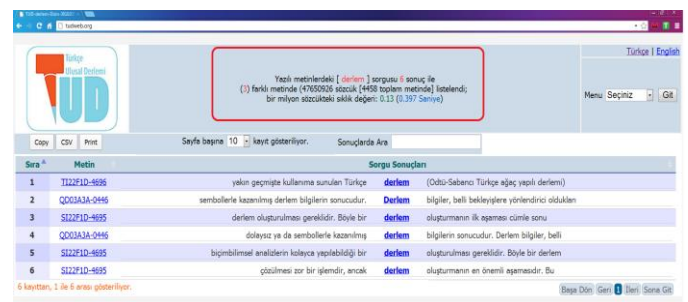 tudweb.org
Türkçe | English
Türkçe
Ulusal Derlemi
TUD
Yazılı metinlerdeki [ derlem ] sorgusu 6 sonuç ile
(3) farklı metinde (47650926 sözcük [4458 toplam metinde] listelendi;
bir milyon sözcükteki sıklık değeri: 0.13 (0.397 Saniye)
Menu Seçiniz Git
Copy CSV Print Sayfa başına 10 kayıt gösteriliyor. Sonuçlarda Ara
Sıra Metin Sorgu Sonuçları
1 TI22F1D-4696 yakın geçmişte kullanıma sunulan Türkçe derlem (Odtü-Sabancı Türkçe ağaç yapılı derlemi)
2 QD03A3A-0446 sembollerle kazanılmış derlem bilgilerin sonucudur. Derlem bilgiler, belli bekleyişlere yönlendirici oldukları
3 SI22F1D-4695 derlem oluşturulması gereklidir. Böyle bir derlem oluşturmanın ilk aşaması cümle sonu
4 QD03A3A-0446 dolaysız ya da sembollerle kazanılmış derlem bilgilerin sonucudur. Derlem bilgiler, belli
5 SI22F1D-4695 biçimbilimsel analizlerin kolayca yapılabildiği bir derlem oluşturulması gereklidir. Böyle bir derlem
6 SI22F1D-4695 çözülmesi zor bir işlemdir, ancak derlem oluşturmanın en önemli aşamasıdır. Bu
6 kayıttan, 1 ile 6 arası gösteriliyor. Başa Dön Geri 1 İleri Sona Git